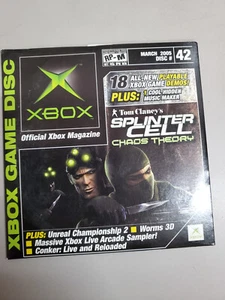 RP-M
ESRB
MARCH 2005
DISC #
42
18 ALL-NEW PLAYABLE
XBOX GAME DEMOS!
PLUS: 1 COOL HIDDEN
MUSIC MAKER
XBOX
Official Xbox Magazine
XBOX GAME DISC
Tom Clancy's
SPLINTER
CELL
CHAOS THEORY
PLUS: Unreal Championship 2 Worms 3D
Massive Xbox Live Arcade Sampler!
Conker: Live and Reloaded